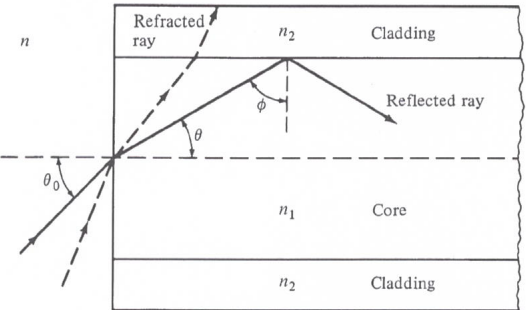 Refracted
ray
n
n₂ Cladding
Reflected ray
ϕ
θ
θ₀
n₁ Core
n₂ Cladding